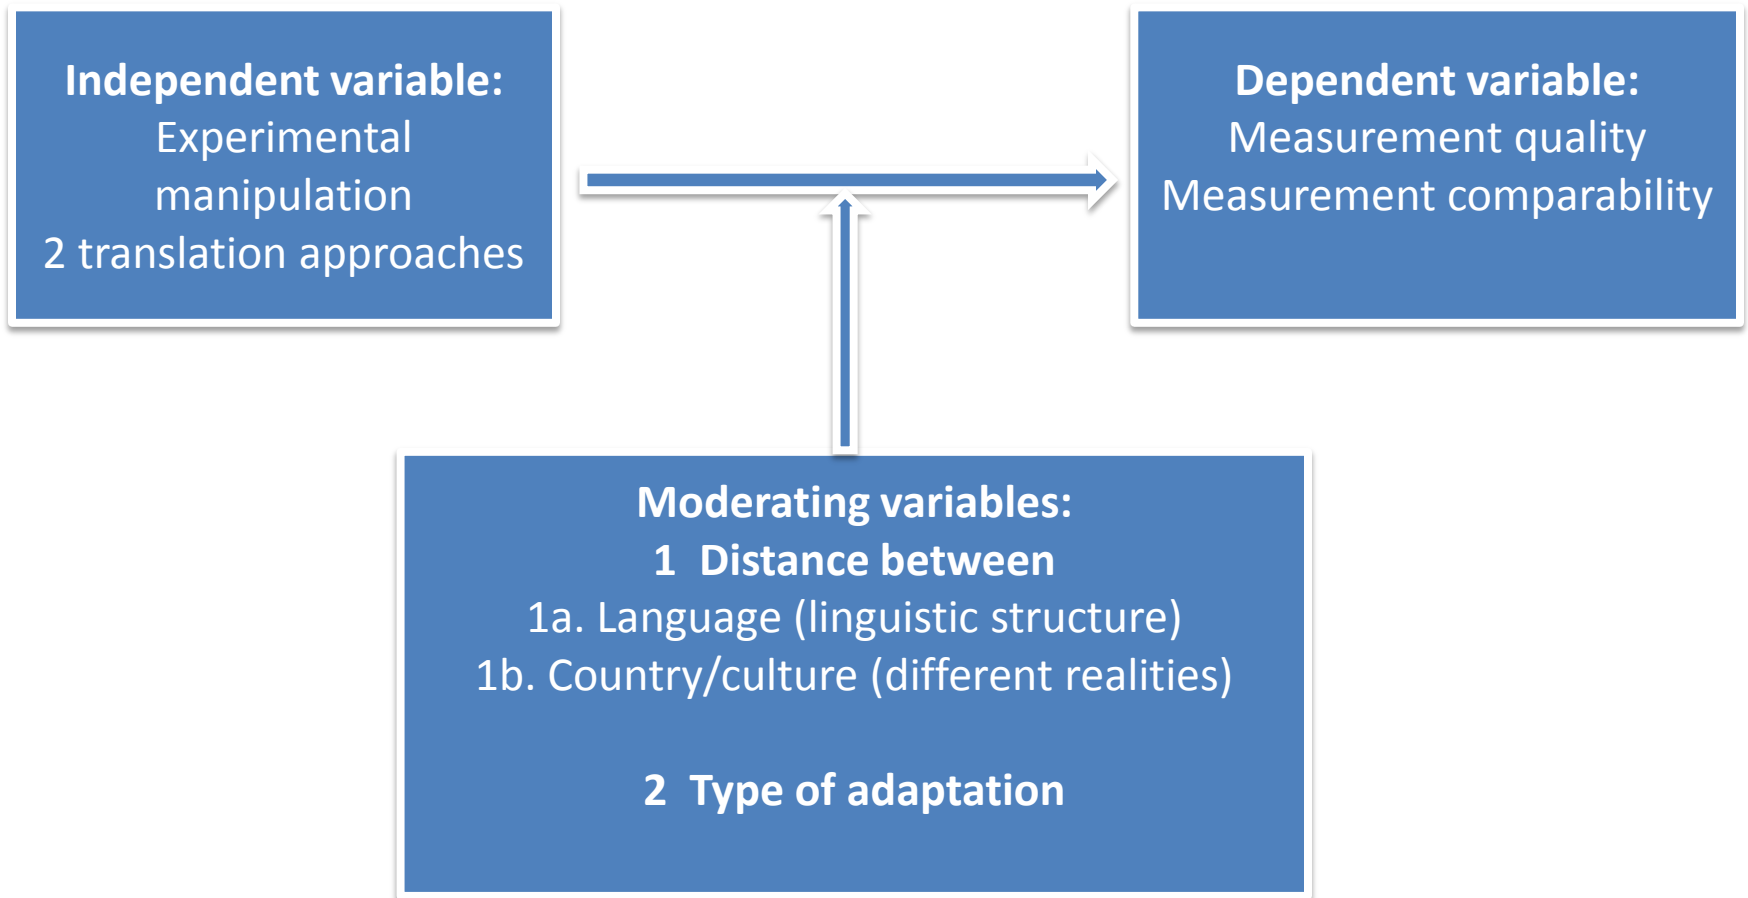 Independent variable:
Experimental
manipulation
2 translation approaches
Dependent variable:
Measurement quality
Measurement comparability
Moderating variables:
1 Distance between
1a. Language (linguistic structure)
1b. Country/culture (different realities)
2 Type of adaptation